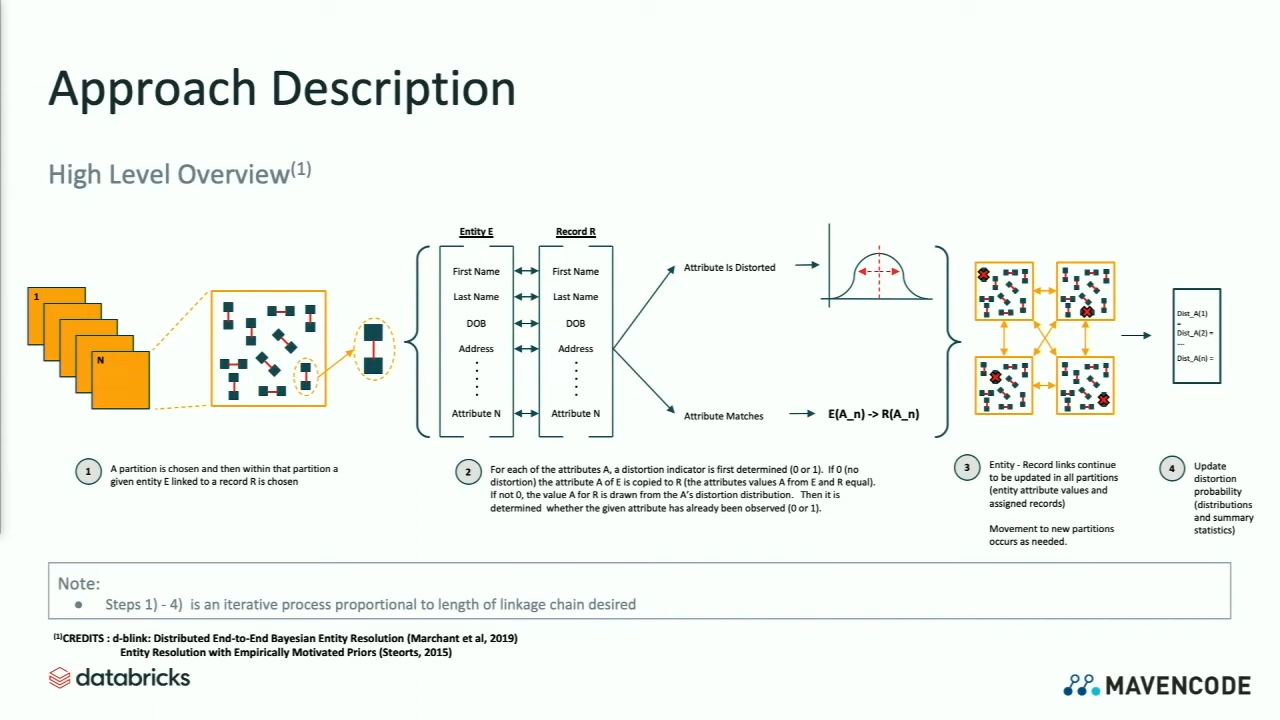 Approach Description
High Level Overview(1)
1
N
Entity E
Record R
First Name
First Name
Last Name
Last Name
DOB
DOB
Address
Address
Attribute N
Attribute N
Attribute Is Distorted
Attribute Matches
E(A_n) -> R(A_n)
Dist_A(1)
=
Dist_A(2) =
....
Dist_A(n) =
1
A partition is chosen and then within that partition a
given entity E linked to a record R is chosen
2
For each of the attributes A, a distortion indicator is first determined (0 or 1). If 0 (no
distortion) the attribute A of E is copied to R (the attributes values A from E and R equal).
If not 0, the value A for R is drawn from the A's distortion distribution. Then it is
determined whether the given attribute has already been observed (0 or 1).
3
Entity - Record links continue
to be updated in all partitions
(entity attribute values and
assigned records)
Movement to new partitions
occurs as needed.
4
Update
distortion
probability
(distributions
and summary
statistics)
Note:
● Steps 1) - 4) is an iterative process proportional to length of linkage chain desired
(1)CREDITS : d-blink: Distributed End-to-End Bayesian Entity Resolution (Marchant et al, 2019)
Entity Resolution with Empirically Motivated Priors (Steorts, 2015)
databricks
MAVENCODE